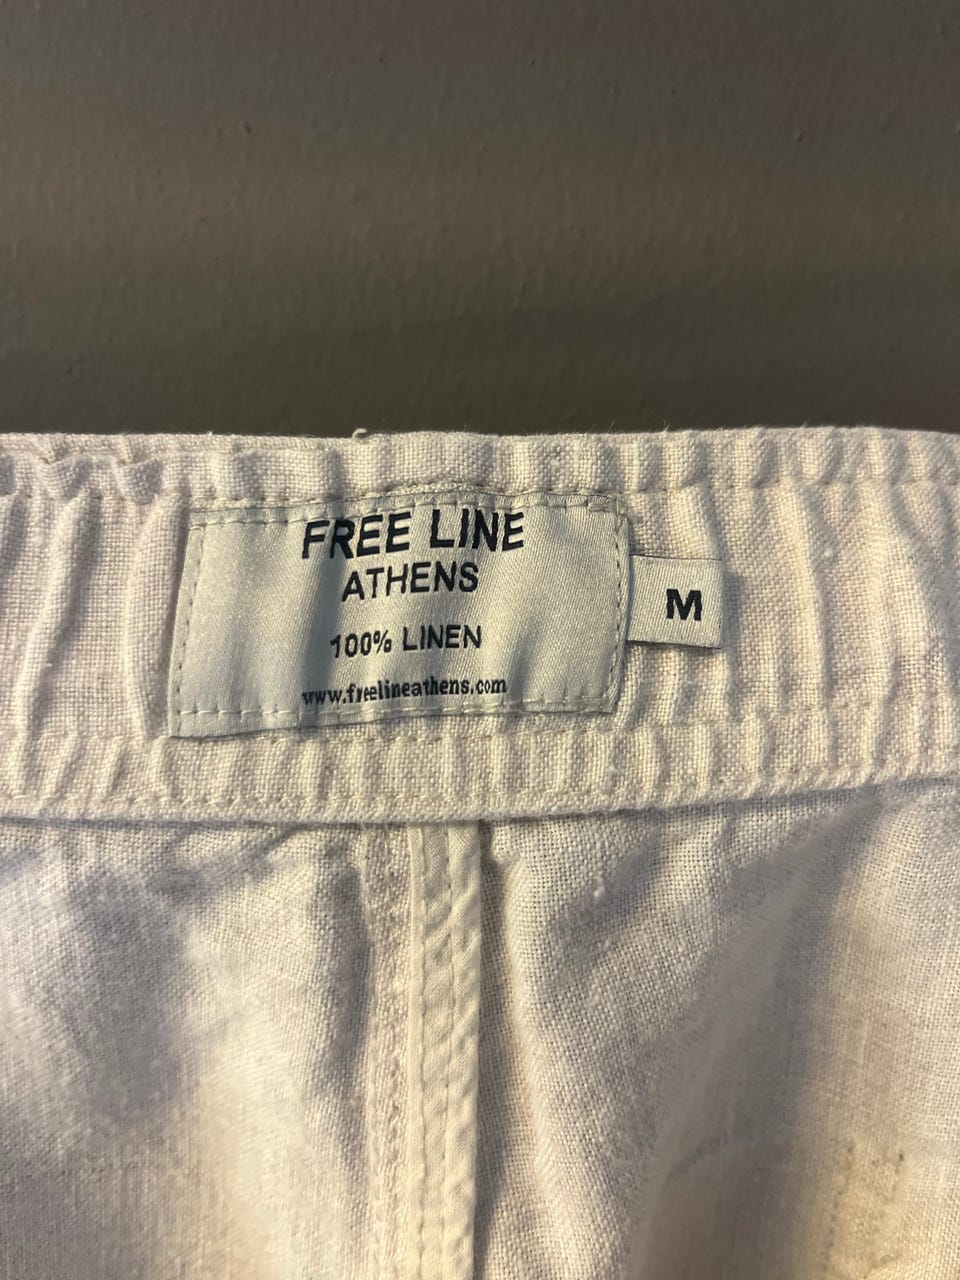 FREE LINE
ATHENS
100% LINEN
www.freelineathens.com
M